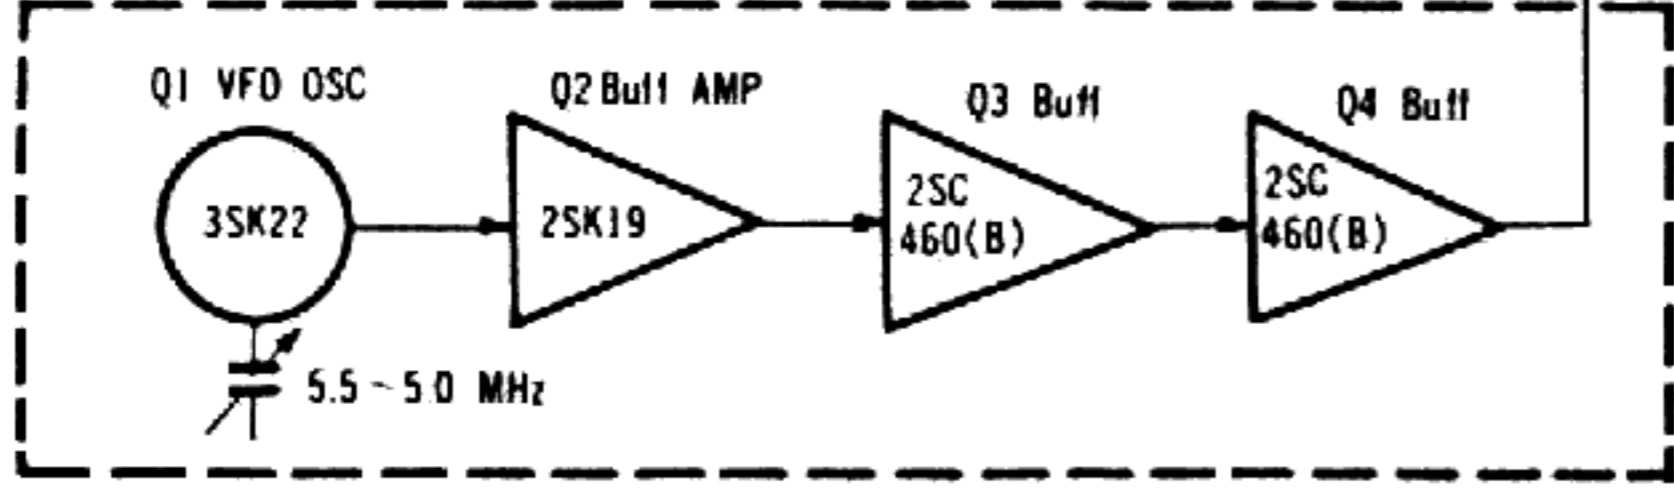 Q1 VFO OSC
Q2 Buff AMP
Q3 Buff
Q4 Buff
3SK22
2SK19
2SC
460(B)
2SC
460(B)
5.5~5.0 MHz